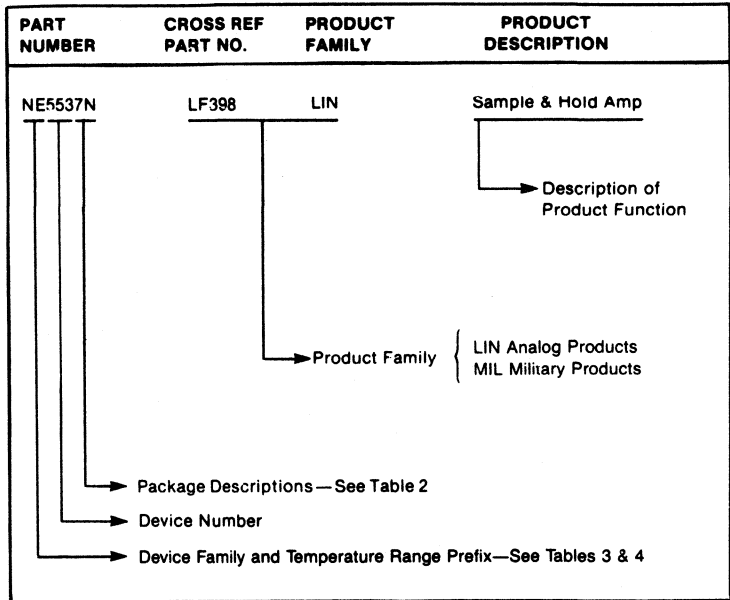 PART NUMBER
CROSS REF PART NO.
PRODUCT FAMILY
PRODUCT DESCRIPTION
NE5537N
LF398
LIN
Sample & Hold Amp
Description of
Product Function
Product Family
LIN Analog Products
MIL Military Products
Package Descriptions—See Table 2
Device Number
Device Family and Temperature Range Prefix—See Tables 3 & 4